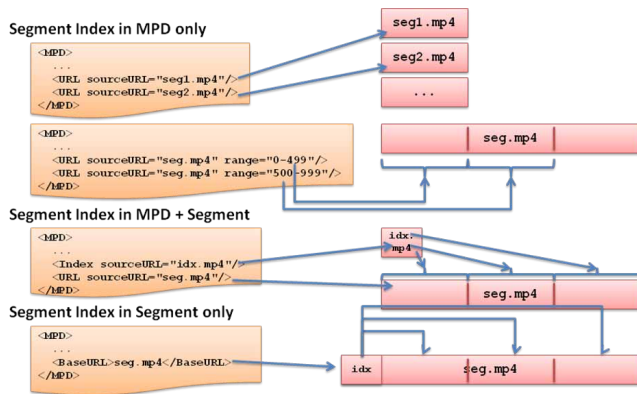 Segment Index in MPD only
<MPD>
...
<URL sourceURL="seg1.mp4"/>
<URL sourceURL="seg2.mp4"/>
</MPD>
seg1.mp4
seg2.mp4
...
<MPD>
...
<URL sourceURL="seg.mp4" range="0-499"/>
<URL sourceURL="seg.mp4" range="500-999"/>
</MPD>
seg.mp4
Segment Index in MPD + Segment
<MPD>
...
<Index sourceURL="idx.mp4"/>
<URL sourceURL="seg.mp4"/>
</MPD>
idx.
mp4
seg.mp4
Segment Index in Segment only
<MPD>
...
<BaseURL>seg.mp4</BaseURL>
</MPD>
idx
seg.mp4